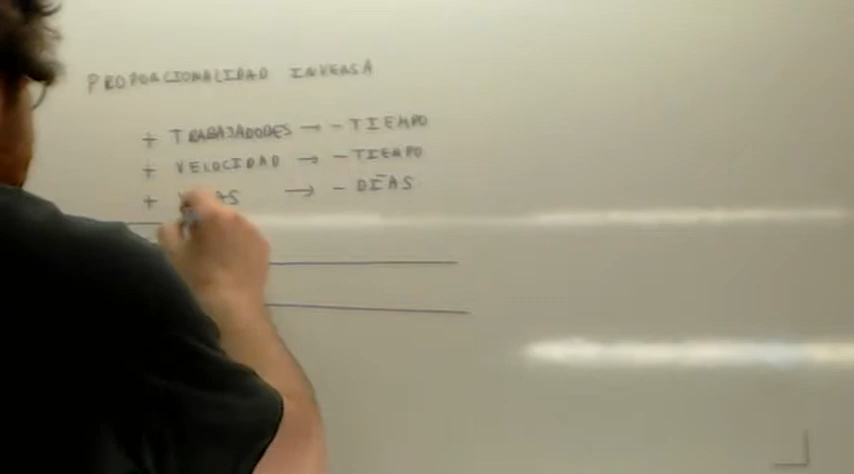 PROPORCIONALIDAD INVERSA
+ TRABAJADORES → - TIEMPO
+ VELOCIDAD → - TIEMPO
+ → - DÍAS